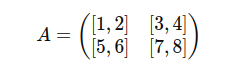 A = ([1, 2] [3, 4]
[5, 6] [7, 8])